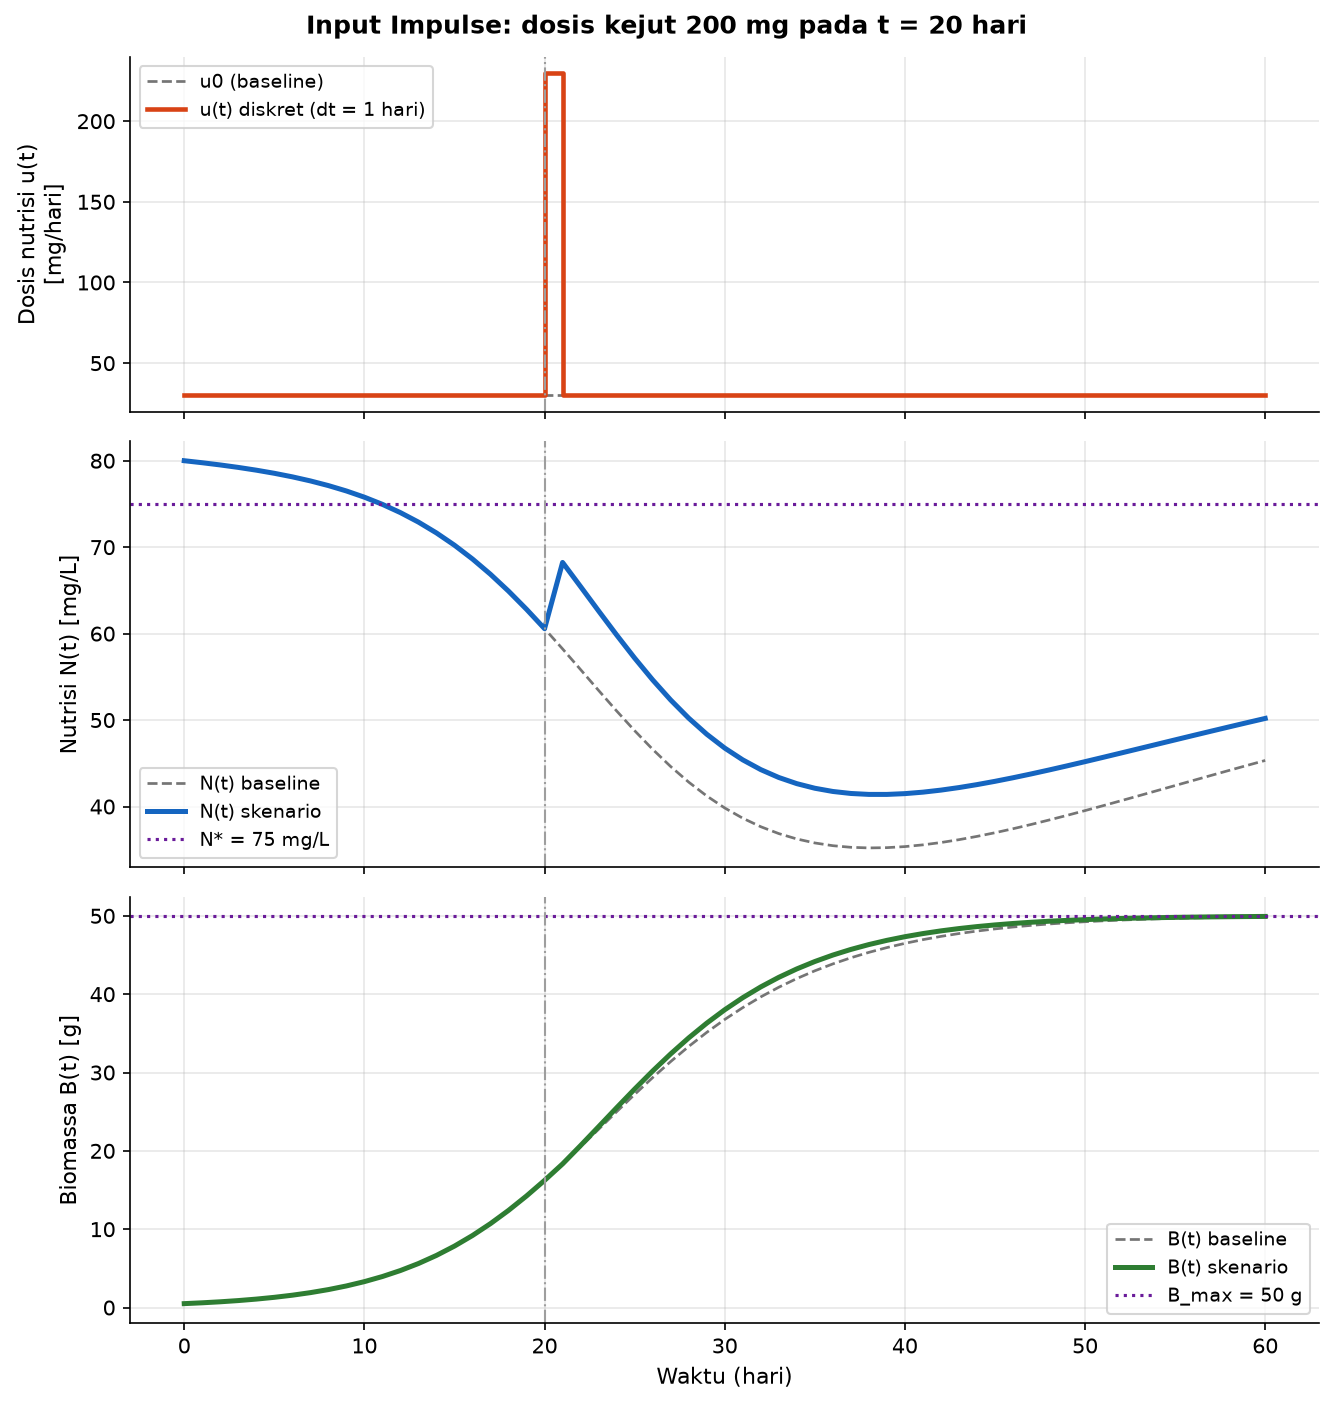 Input Impulse: dosis kejut 200 mg pada t = 20 hari
u0 (baseline)
u(t) diskret (dt = 1 hari)
Dosis nutrisi u(t)
[mg/hari]
200
150
100
50
80
70
60
50
40
Nutrisi N(t) [mg/L]
N(t) baseline
N(t) skenario
N* = 75 mg/L
50
40
30
20
10
0
Biomassa B(t) [g]
B(t) baseline
B(t) skenario
B_max = 50 g
0 10 20 30 40 50 60
Waktu (hari)